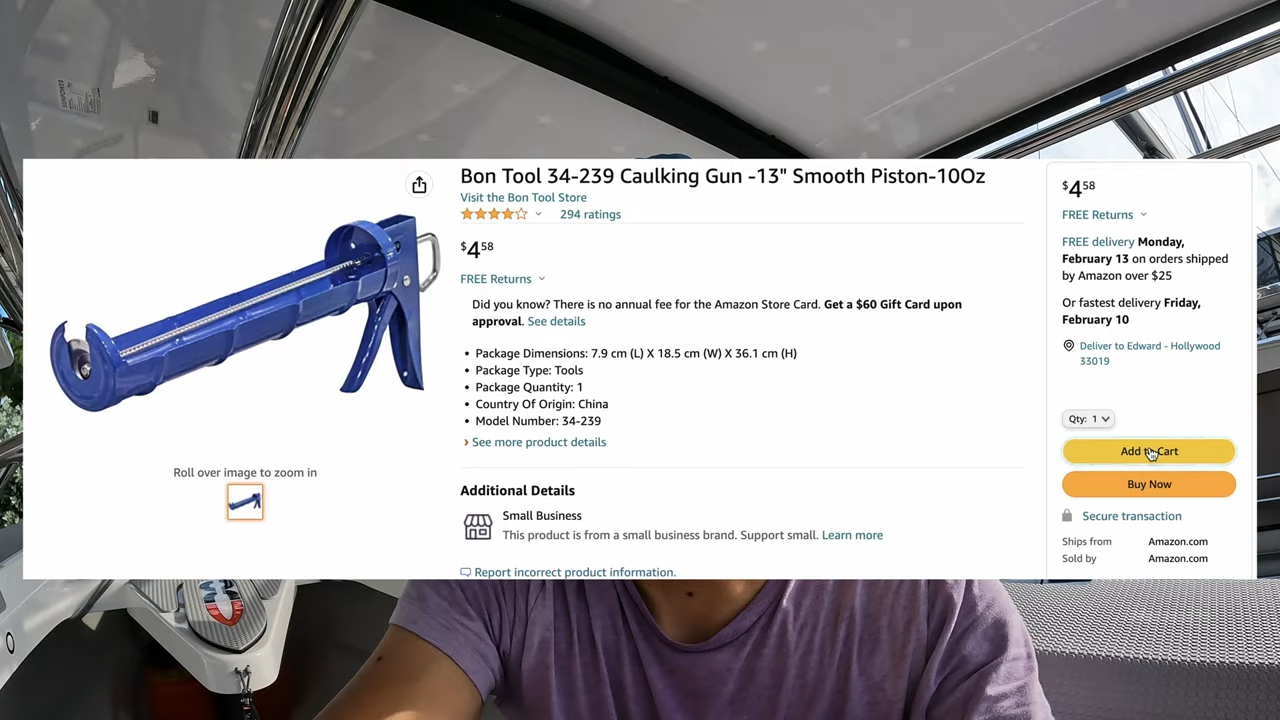 Bon Tool 34-239 Caulking Gun -13" Smooth Piston-10Oz
Visit the Bon Tool Store
294 ratings
$4 58
FREE Returns
Did you know? There is no annual fee for the Amazon Store Card. Get a $60 Gift Card upon
approval. See details
• Package Dimensions: 7.9 cm (L) X 18.5 cm (W) X 36.1 cm (H)
• Package Type: Tools
• Package Quantity: 1
• Country Of Origin: China
• Model Number: 34-239
› See more product details
Roll over image to zoom in
Additional Details
Small Business
This product is from a small business brand. Support small. Learn more
Report incorrect product information.
$4 58
FREE Returns
FREE delivery Monday,
February 13 on orders shipped
by Amazon over $25
Or fastest delivery Friday,
February 10
Deliver to Edward - Hollywood
33019
Qty: 1
Add to Cart
Buy Now
Secure transaction
Ships from Amazon.com
Sold by Amazon.com